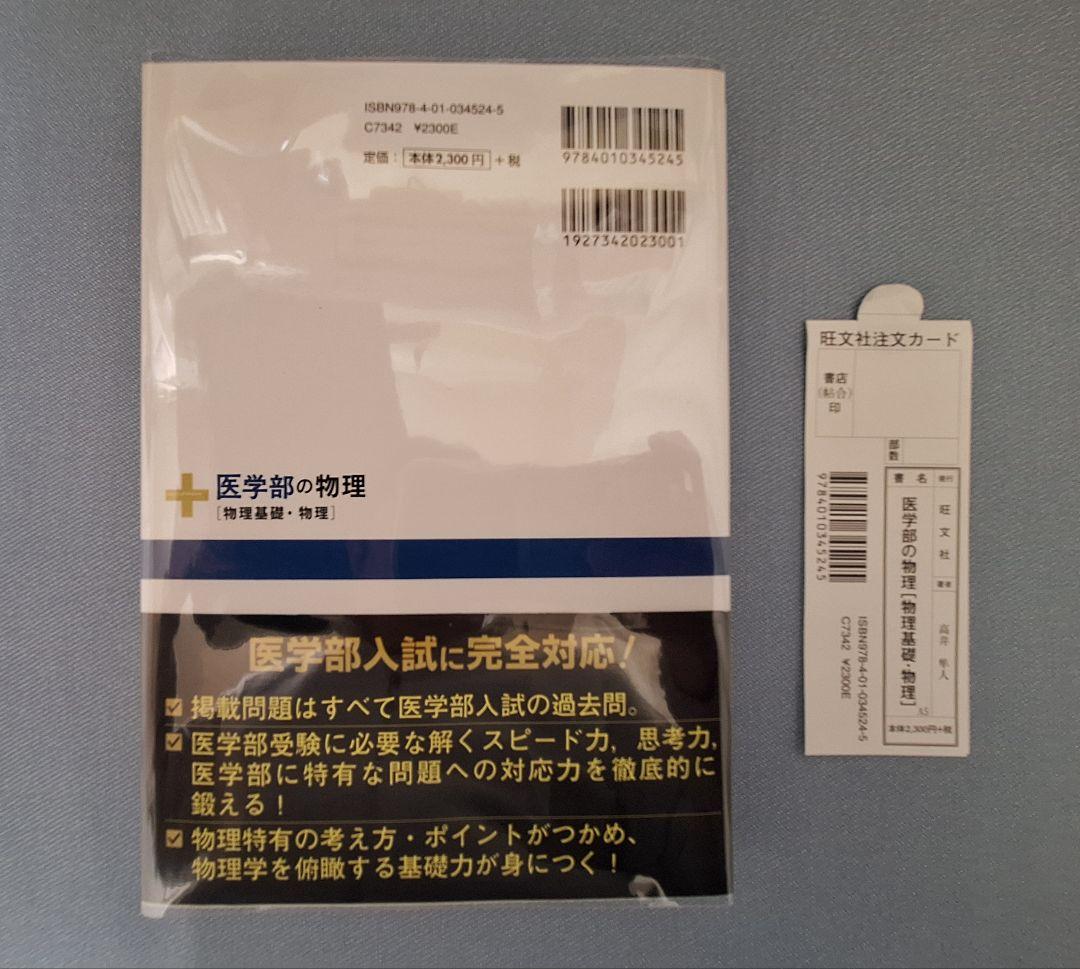 ISBN978-4-01-034524-5
C7342 ¥2300E
定価：本体2,300円＋税
9784010345245
1927342023001
医学部の物理
［物理基礎・物理］
医学部入試に完全対応！
掲載問題はすべて医学部入試の過去問。
医学部受験に必要な解くスピード力，思考力，
医学部に特有な問題への対応力を徹底的に
鍛える！
物理特有の考え方・ポイントがつかめ、
物理学を俯瞰する基礎力が身につく！
旺文社注文カード
書店
（帖合）
印
部数
書名
医学部の物理［物理基礎・物理］
A5
発行
旺文社
著者
高井 隼人
本体2,300円+税
9784010345245
ISBN978-4-01-034524-5
C7342 ¥2300E